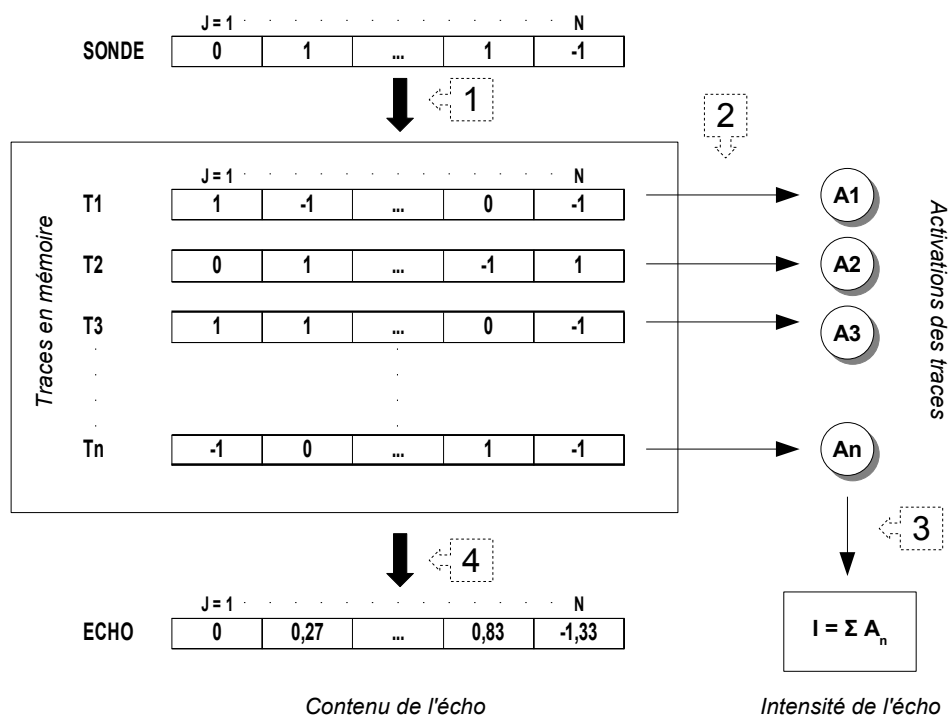 J = 1 N
SONDE 0 1 ... 1 -1
1
2
J = 1 N
T1 1 -1 ... 0 -1 A1
T2 0 1 ... -1 1 A2
T3 1 1 ... 0 -1 A3
Tn -1 0 ... 1 -1 An
Traces en mémoire
Activations des traces
3
4
J = 1 N
ECHO 0 0,27 ... 0,83 -1,33
I = Σ An
Contenu de l'écho
Intensité de l'écho